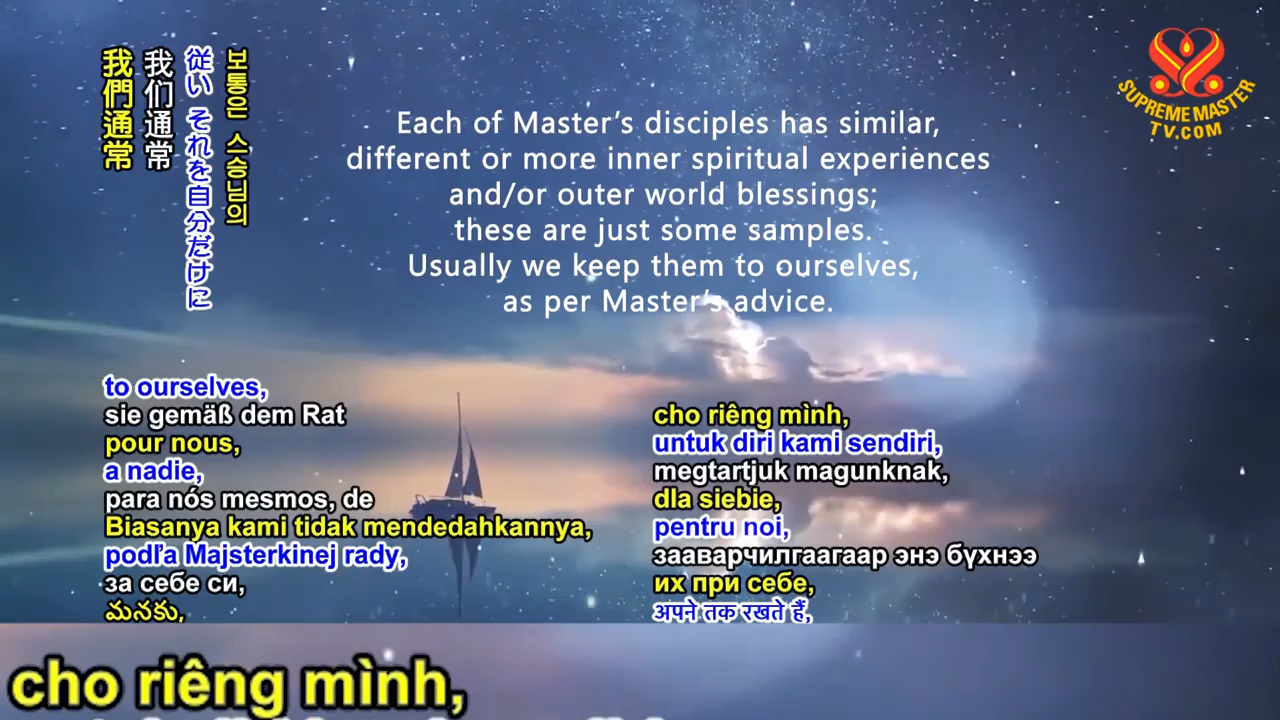 我們通常
我们通常
従い それを自分だけに
보통은 스승님의
SUPREME MASTER
TV.COM
Each of Master's disciples has similar,
different or more inner spiritual experiences
and/or outer world blessings;
these are just some samples.
Usually we keep them to ourselves,
as per Master's advice.
to ourselves,
sie gemäß dem Rat
pour nous,
a nadie,
para nós mesmos, de
Biasanya kami tidak mendedahkannya,
podľa Majsterkinej rady,
за себе си,
మనకు,
cho riêng mình,
untuk diri kami sendiri,
megtartjuk magunknak,
dla siebie,
pentru noi,
зааварчилгаагаар энэ бүхнээ
их при себе,
अपने तक रखते हैं,
cho riêng mình,